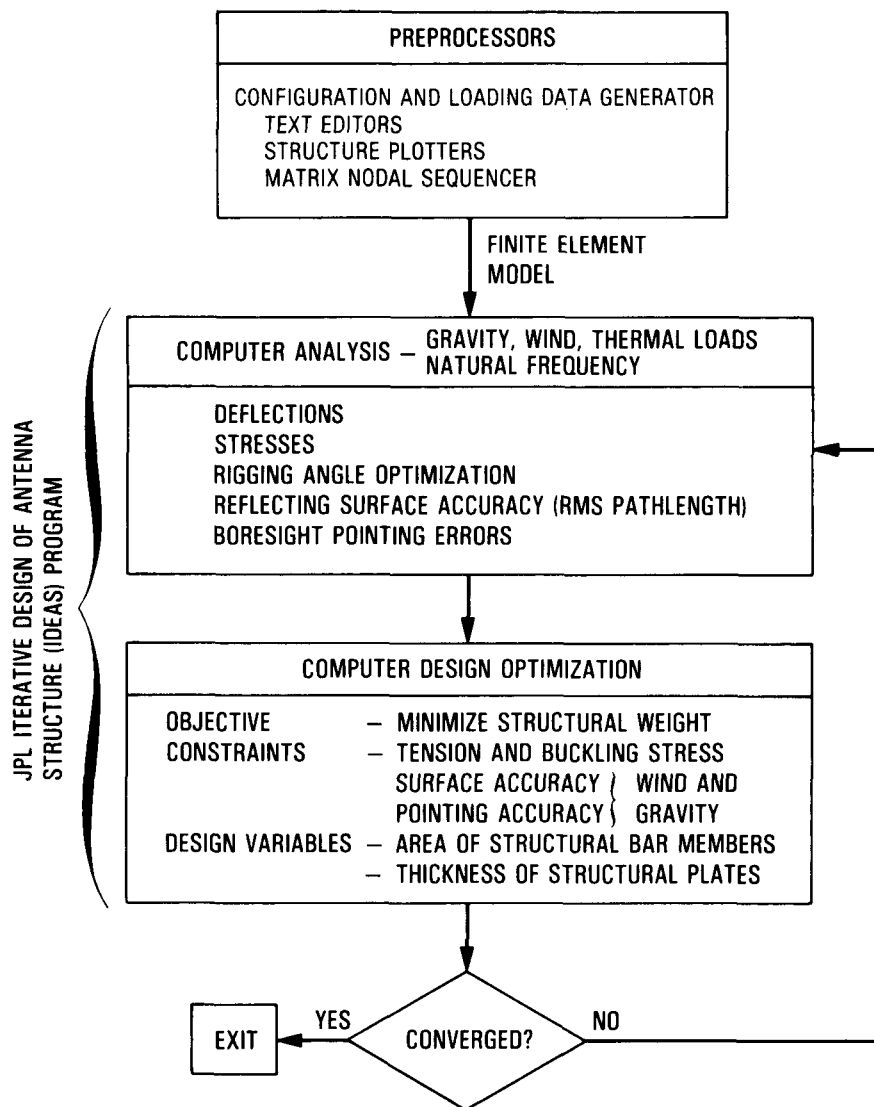 PREPROCESSORS
CONFIGURATION AND LOADING DATA GENERATOR
TEXT EDITORS
STRUCTURE PLOTTERS
MATRIX NODAL SEQUENCER
FINITE ELEMENT
MODEL
JPL ITERATIVE DESIGN OF ANTENNA
STRUCTURE (IDEAS) PROGRAM
COMPUTER ANALYSIS – GRAVITY, WIND, THERMAL LOADS
NATURAL FREQUENCY
DEFLECTIONS
STRESSES
RIGGING ANGLE OPTIMIZATION
REFLECTING SURFACE ACCURACY (RMS PATHLENGTH)
BORESIGHT POINTING ERRORS
COMPUTER DESIGN OPTIMIZATION
OBJECTIVE – MINIMIZE STRUCTURAL WEIGHT
CONSTRAINTS – TENSION AND BUCKLING STRESS
SURFACE ACCURACY } WIND AND
POINTING ACCURACY } GRAVITY
DESIGN VARIABLES – AREA OF STRUCTURAL BAR MEMBERS
– THICKNESS OF STRUCTURAL PLATES
EXIT
YES
CONVERGED?
NO